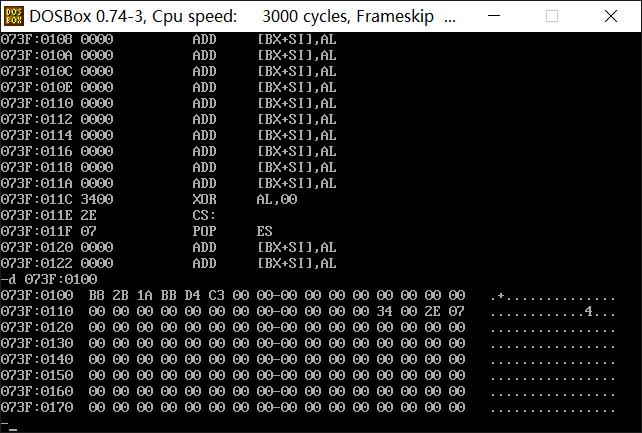 DOS
BOX
DOSBox 0.74-3, Cpu speed: 3000 cycles, Frameskip ...
073F:0108 0000 ADD [BX+SI],AL
073F:010A 0000 ADD [BX+SI],AL
073F:010C 0000 ADD [BX+SI],AL
073F:010E 0000 ADD [BX+SI],AL
073F:0110 0000 ADD [BX+SI],AL
073F:0112 0000 ADD [BX+SI],AL
073F:0114 0000 ADD [BX+SI],AL
073F:0116 0000 ADD [BX+SI],AL
073F:0118 0000 ADD [BX+SI],AL
073F:011A 0000 ADD [BX+SI],AL
073F:011C 3400 XOR AL,00
073F:011E 2E CS:
073F:011F 07 POP ES
073F:0120 0000 ADD [BX+SI],AL
073F:0122 0000 ADD [BX+SI],AL
-d 073F:0100
073F:0100 B8 2B 1A BB D4 C3 00 00-00 00 00 00 00 00 00 00 .+..............
073F:0110 00 00 00 00 00 00 00 00-00 00 00 00 34 00 2E 07 ............4...
073F:0120 00 00 00 00 00 00 00 00-00 00 00 00 00 00 00 00 ................
073F:0130 00 00 00 00 00 00 00 00-00 00 00 00 00 00 00 00 ................
073F:0140 00 00 00 00 00 00 00 00-00 00 00 00 00 00 00 00 ................
073F:0150 00 00 00 00 00 00 00 00-00 00 00 00 00 00 00 00 ................
073F:0160 00 00 00 00 00 00 00 00-00 00 00 00 00 00 00 00 ................
073F:0170 00 00 00 00 00 00 00 00-00 00 00 00 00 00 00 00 ................
-_